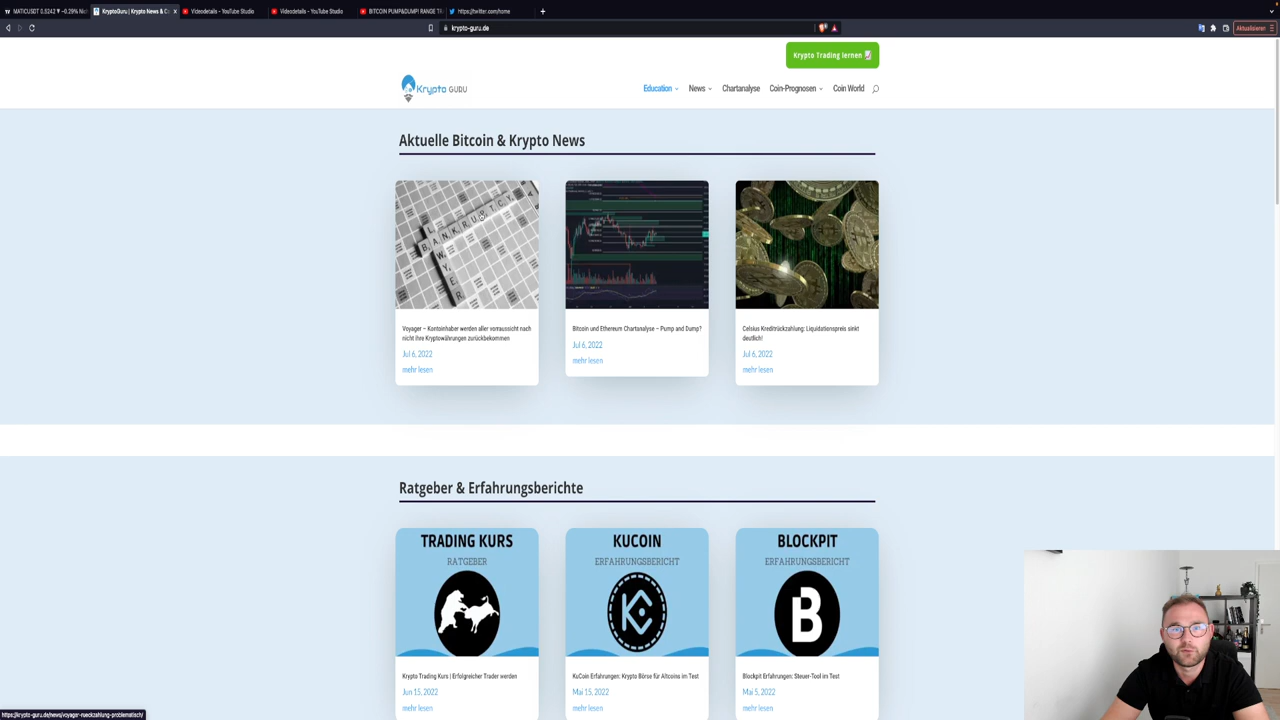 MATICUSDT 0.5242 ▼ −0.29%
KryptoGuru | Krypto News & C
Videodetails – YouTube Studio
Videodetails – YouTube Studio
BITCOIN PUMP&DUMP! RANGE
https://twitter.com/home
krypto-guru.de
Aktualisieren
Krypto Trading lernen
Krypto GURU
Education
News
Chartanalyse
Coin-Prognosen
Coin World
Aktuelle Bitcoin & Krypto News
BANKRUPTCY
LAWYER
Voyager – Kontoinhaber werden aller vorraussicht nach
nicht ihre Kryptowährungen zurückbekommen
Jul 6, 2022
mehr lesen
Bitcoin und Ethereum Chartanalyse – Pump and Dump?
Jul 6, 2022
mehr lesen
Celsius Kreditrückzahlung: Liquidationspreis sinkt
deutlich!
Jul 6, 2022
mehr lesen
Ratgeber & Erfahrungsberichte
TRADING KURS
RATGEBER
Krypto Trading Kurs | Erfolgreicher Trader werden
Jun 15, 2022
mehr lesen
KUCOIN
ERFAHRUNGSBERICHT
KuCoin Erfahrungen: Krypto Börse für Altcoins im Test
Mai 15, 2022
mehr lesen
BLOCKPIT
ERFAHRUNGSBERICHT
B
Blockpit Erfahrungen: Steuer-Tool im Test
Mai 5, 2022
mehr lesen
https://krypto-guru.de/news/voyager-rueckzahlung-problematisch/